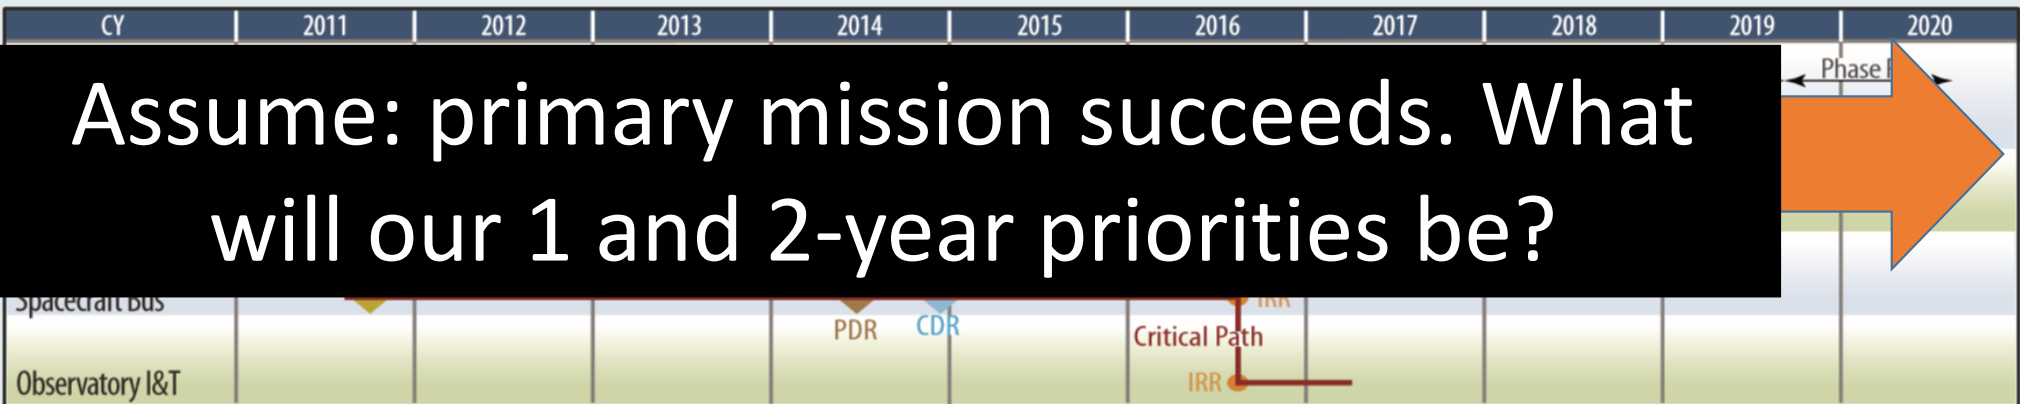 CY 2011 2012 2013 2014 2015 2016 2017 2018 2019 2020
Phase
Assume: primary mission succeeds. What
will our 1 and 2-year priorities be?
Spacecraft Bus IRR
PDR CDR
Critical Path
Observatory I&T IRR